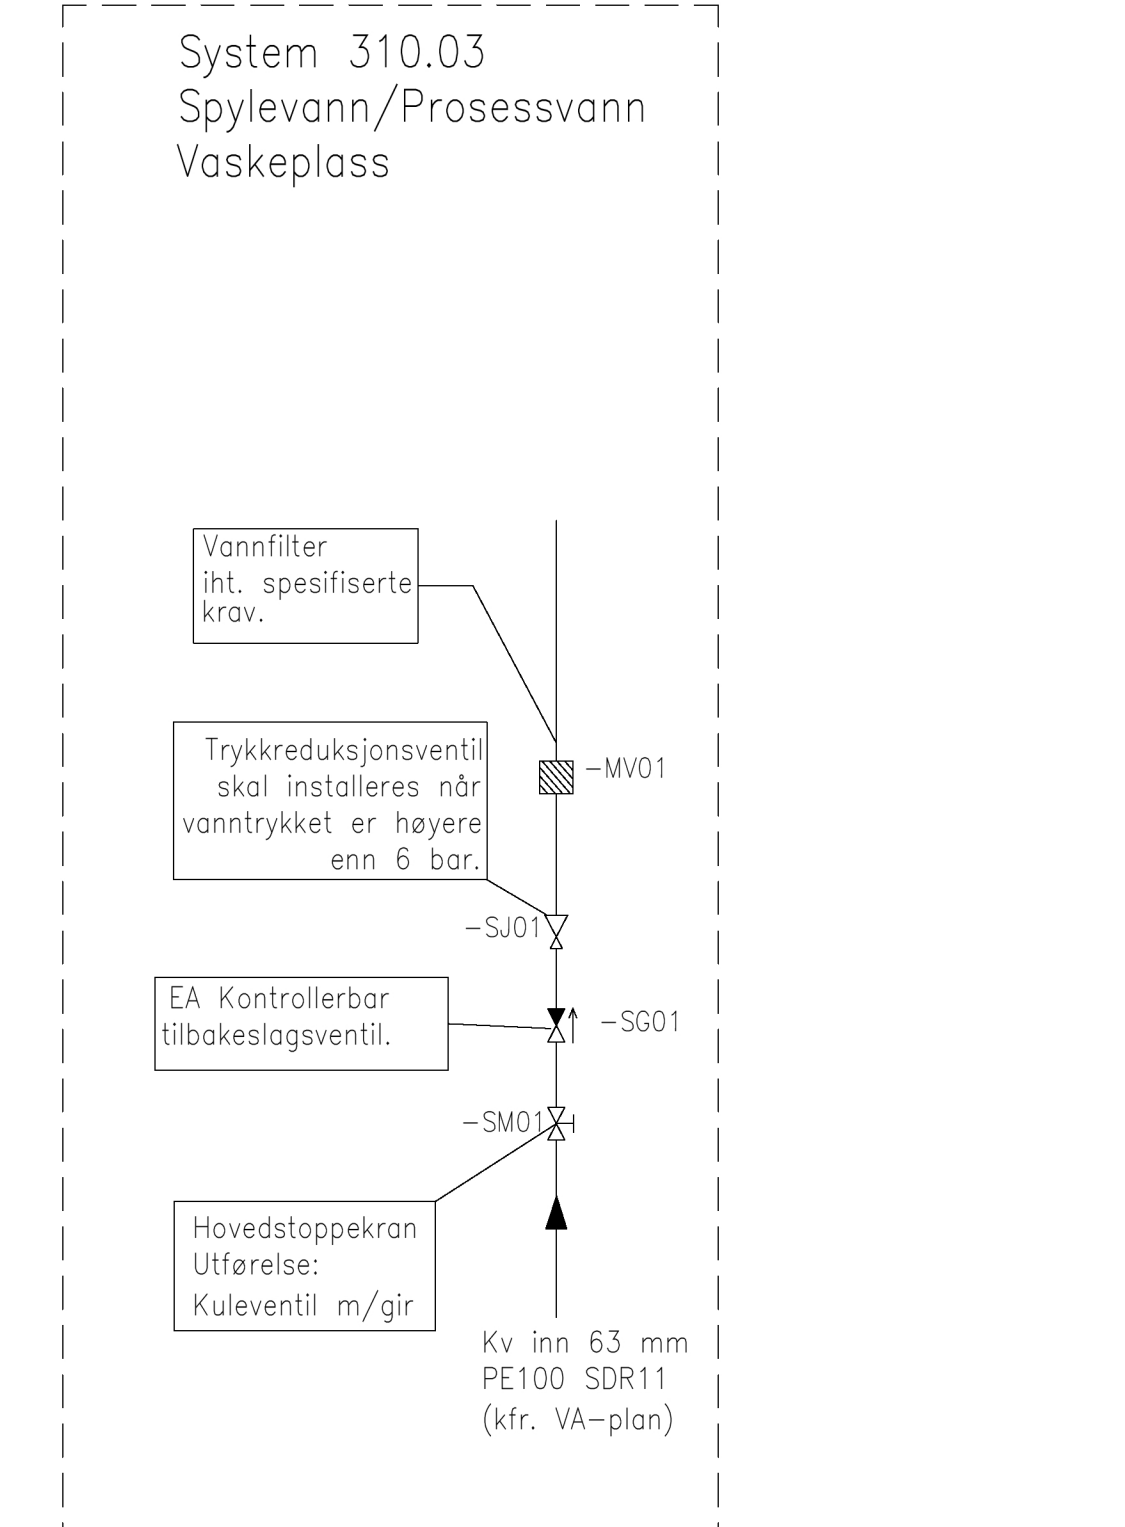 System 310.03
Spylevann/Prosessvann
Vaskeplass
Vannfilter
iht. spesifiserte
krav.
Trykkreduksjonsventil
skal installeres når
vanntrykket er høyere
enn 6 bar.
-MV01
-SJ01
EA Kontrollerbar
tilbakeslagsventil.
-SG01
-SM01
Hovedstoppekran
Utførelse:
Kuleventil m/gir
Kv inn 63 mm
PE100 SDR11
(kfr. VA-plan)